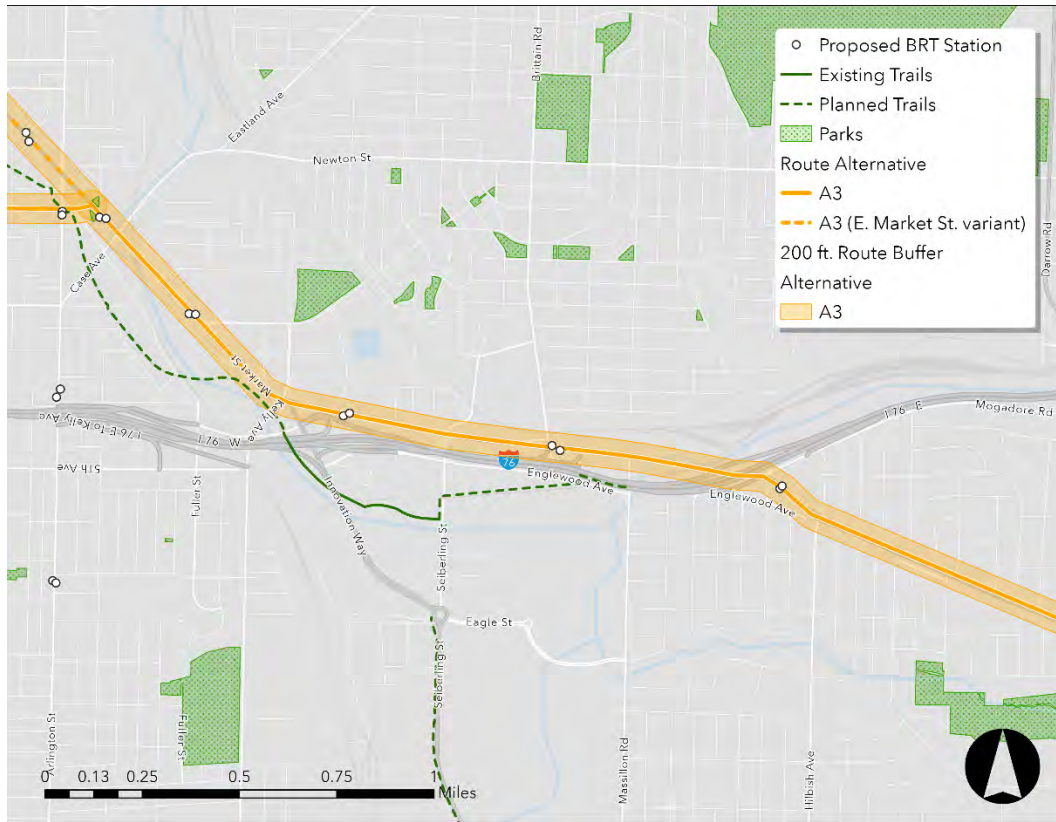 Proposed BRT Station
Existing Trails
Planned Trails
Parks
Route Alternative
A3
A3 (E. Market St. variant)
200 ft. Route Buffer
Alternative
A3
Brittain Rd
Eastland Ave
Newton St
Darrow Rd
Case Ave
Market St
Kelly Ave
I 76 E to Kelly Ave
I 76 W
I 76 E
Mogadore Rd
76
5Th Ave
Englewood Ave
Englewood Ave
Fuller St
Innovation Way
Seiberling St
Eagle St
Seiberling St
Arlington St
Fuller St
Massillon Rd
Hilbish Ave
0 0.13 0.25 0.5 0.75 1
Miles